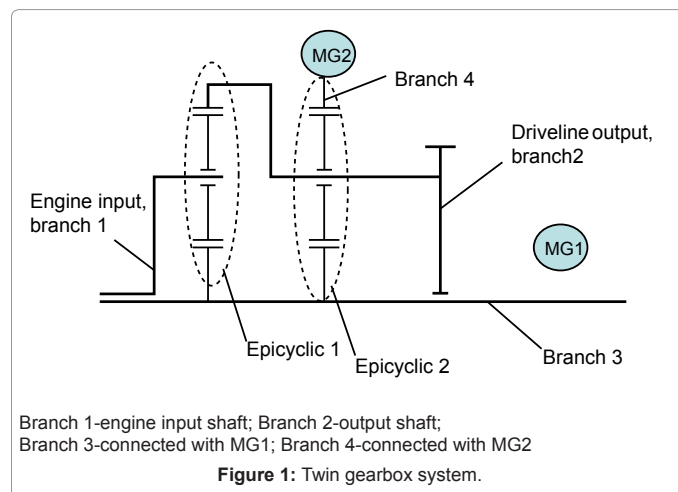 MG2
Branch 4
Driveline output,
branch2
Engine input,
branch 1
MG1
Epicyclic 1
Epicyclic 2
Branch 3
Branch 1-engine input shaft; Branch 2-output shaft;
Branch 3-connected with MG1; Branch 4-connected with MG2
Figure 1: Twin gearbox system.